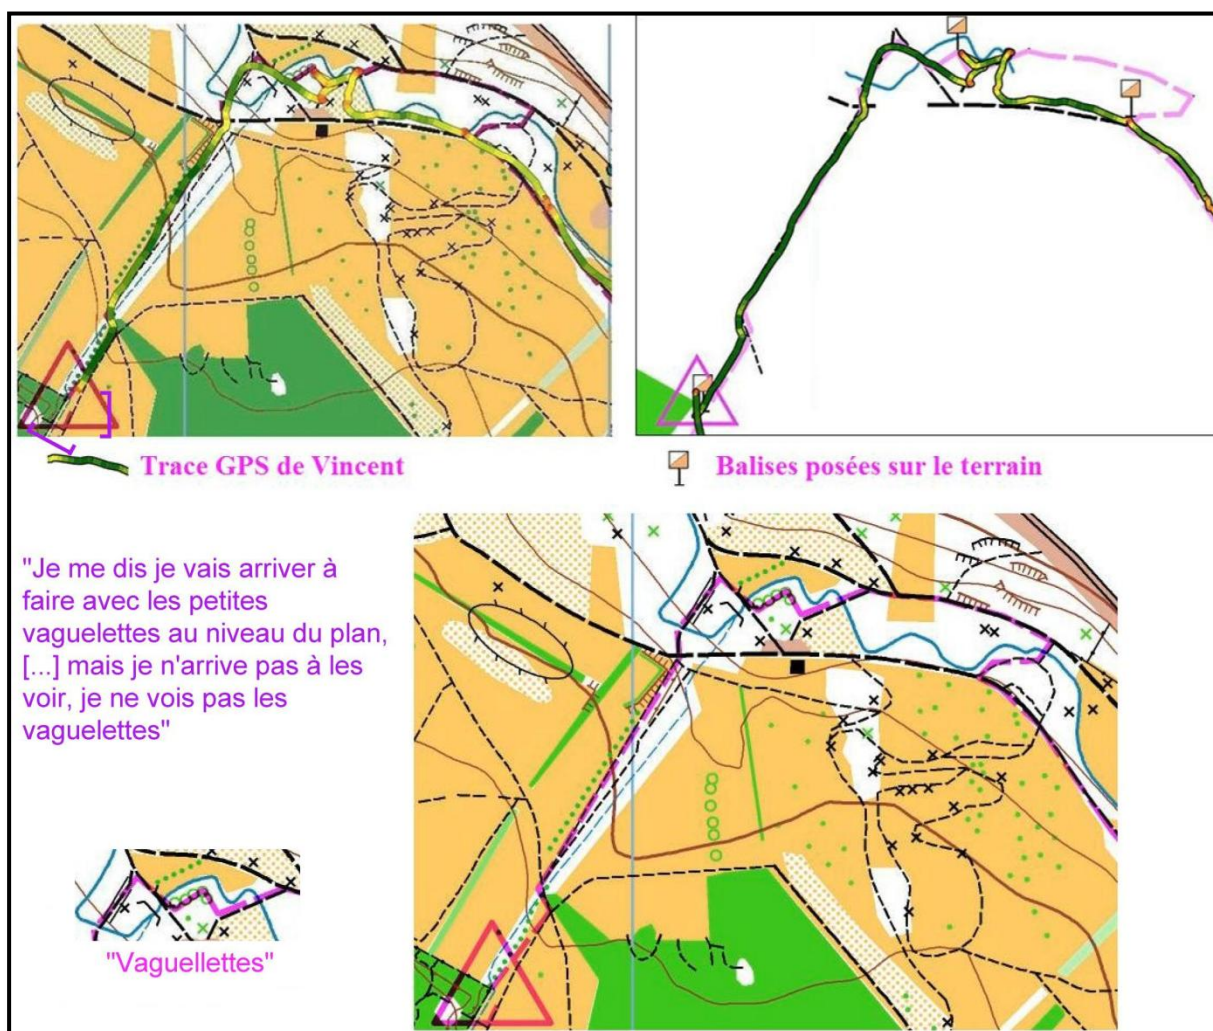 Trace GPS de Vincent
Balises posées sur le terrain
"Je me dis je vais arriver à
faire avec les petites
vaguelettes au niveau du plan,
[...] mais je n'arrive pas à les
voir, je ne vois pas les
vaguelettes"
"Vaguellettes"